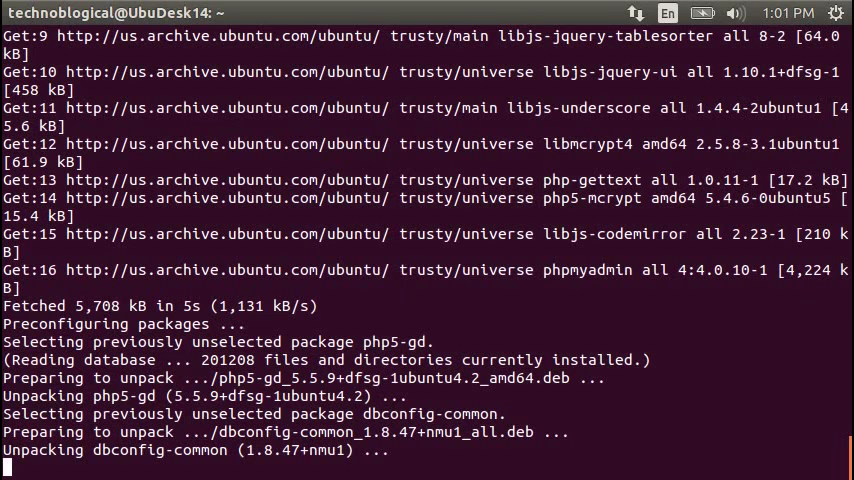 technoblogical@UbuDesk14: ~ En 1:01 PM
Get:9 http://us.archive.ubuntu.com/ubuntu/ trusty/main libjs-jquery-tablesorter all 8-2 [64.0
kB]
Get:10 http://us.archive.ubuntu.com/ubuntu/ trusty/universe libjs-jquery-ui all 1.10.1+dfsg-1
[458 kB]
Get:11 http://us.archive.ubuntu.com/ubuntu/ trusty/main libjs-underscore all 1.4.4-2ubuntu1 [4
5.6 kB]
Get:12 http://us.archive.ubuntu.com/ubuntu/ trusty/universe libmcrypt4 amd64 2.5.8-3.1ubuntu1
[61.9 kB]
Get:13 http://us.archive.ubuntu.com/ubuntu/ trusty/universe php-gettext all 1.0.11-1 [17.2 kB]
Get:14 http://us.archive.ubuntu.com/ubuntu/ trusty/universe php5-mcrypt amd64 5.4.6-0ubuntu5 [
15.4 kB]
Get:15 http://us.archive.ubuntu.com/ubuntu/ trusty/universe libjs-codemirror all 2.23-1 [210 k
B]
Get:16 http://us.archive.ubuntu.com/ubuntu/ trusty/universe phpmyadmin all 4:4.0.10-1 [4,224 k
B]
Fetched 5,708 kB in 5s (1,131 kB/s)
Preconfiguring packages ...
Selecting previously unselected package php5-gd.
(Reading database ... 201208 files and directories currently installed.)
Preparing to unpack .../php5-gd_5.5.9+dfsg-1ubuntu4.2_amd64.deb ...
Unpacking php5-gd (5.5.9+dfsg-1ubuntu4.2) ...
Selecting previously unselected package dbconfig-common.
Preparing to unpack .../dbconfig-common_1.8.47+nmu1_all.deb ...
Unpacking dbconfig-common (1.8.47+nmu1) ...